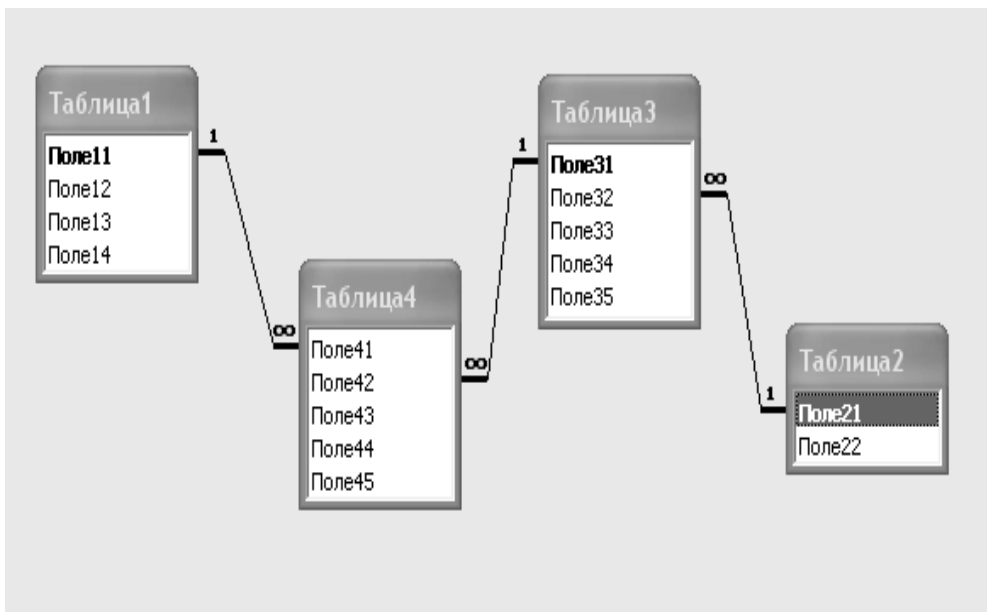 Таблица1
Поле11
Поле12
Поле13
Поле14
1
∞
Таблица4
Поле41
Поле42
Поле43
Поле44
Поле45
∞
1
Таблица3
Поле31
Поле32
Поле33
Поле34
Поле35
∞
1
Таблица2
Поле21
Поле22